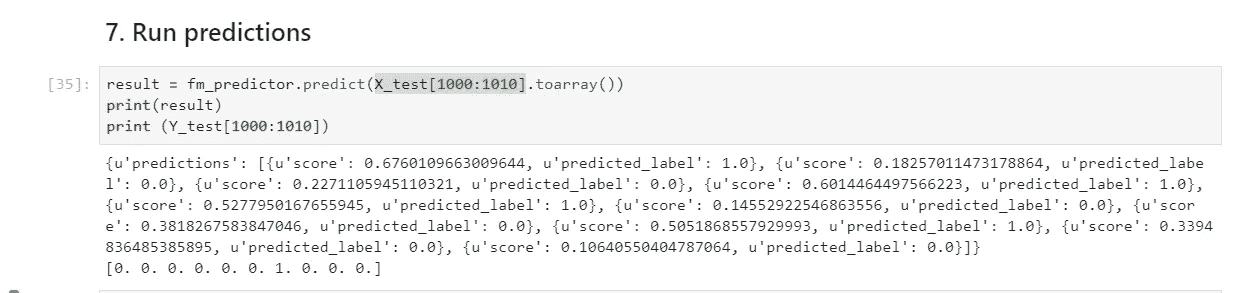 7. Run predictions
[35]: result = fm_predictor.predict(X_test[1000:1010].toarray())
print(result)
print (Y_test[1000:1010])
{u'predictions': [{u'score': 0.6760109663009644, u'predicted_label': 1.0}, {u'score': 0.18257011473178864, u'predicted_labe
l': 0.0}, {u'score': 0.2271105945110321, u'predicted_label': 0.0}, {u'score': 0.6014464497566223, u'predicted_label': 1.0},
{u'score': 0.5277950167655945, u'predicted_label': 1.0}, {u'score': 0.14552922546863556, u'predicted_label': 0.0}, {u'scor
e': 0.3818267583847046, u'predicted_label': 0.0}, {u'score': 0.5051868557929993, u'predicted_label': 1.0}, {u'score': 0.3394
836485385895, u'predicted_label': 0.0}, {u'score': 0.10640550404787064, u'predicted_label': 0.0}]}
[0. 0. 0. 0. 0. 0. 1. 0. 0. 0.]